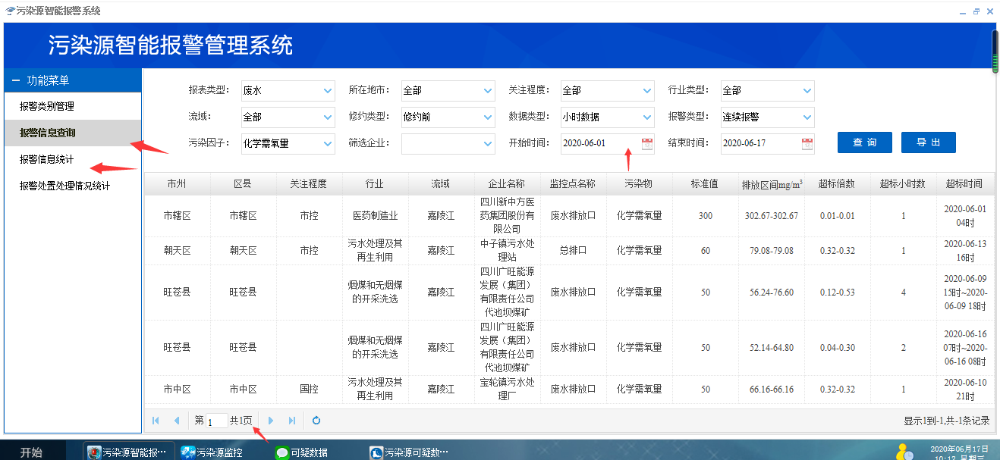 污染源智能报警系统
污染源智能报警管理系统
功能菜单
报警类别管理
报警信息查询
报警信息统计
报警处置处理情况统计
报表类型： 废水 所在地市： 全部 关注程度： 全部 行业类型： 全部
流域： 全部 修约类型： 修约前 数据类型： 小时数据 报警类型： 连续报警
污染因子： 化学需氧量 筛选企业： 开始时间： 2020-06-01 结束时间： 2020-06-17 查 询 导 出
市州 区县 关注程度 行业 流域 企业名称 监控点名称 污染物 标准值 排放区间mg/m³ 超标倍数 超标小时数 超标时间
市辖区 市辖区 市控 医药制造业 嘉陵江 四川新中方医药集团股份有限公司 废水排放口 化学需氧量 300 302.67-302.67 0.01-0.01 1 2020-06-01 04时
朝天区 朝天区 市控 污水处理及其再生利用 嘉陵江 中子镇污水处理站 总排口 化学需氧量 60 79.08-79.08 0.32-0.32 1 2020-06-13 16时
旺苍县 旺苍县 烟煤和无烟煤的开采洗选 嘉陵江 四川广旺能源发展（集团）有限责任公司代池坝煤矿 废水排放口 化学需氧量 50 56.24-76.60 0.12-0.53 4 2020-06-09 15时~2020-06-09 18时
旺苍县 旺苍县 烟煤和无烟煤的开采洗选 嘉陵江 四川广旺能源发展（集团）有限责任公司代池坝煤矿 废水排放口 化学需氧量 50 52.14-64.80 0.04-0.30 2 2020-06-16 07时~2020-06-16 08时
市中区 市中区 国控 污水处理及其再生利用 嘉陵江 宝轮镇污水处理厂 废水排放口 化学需氧量 50 66.16-66.16 0.32-0.32 1 2020-06-10 21时
第 1 共1页 显示1到-1,共-1条记录
开始 污染源智能报… 污染源监控 可疑数据 污染源可疑数… 2020年06月17日
10:12 星期三